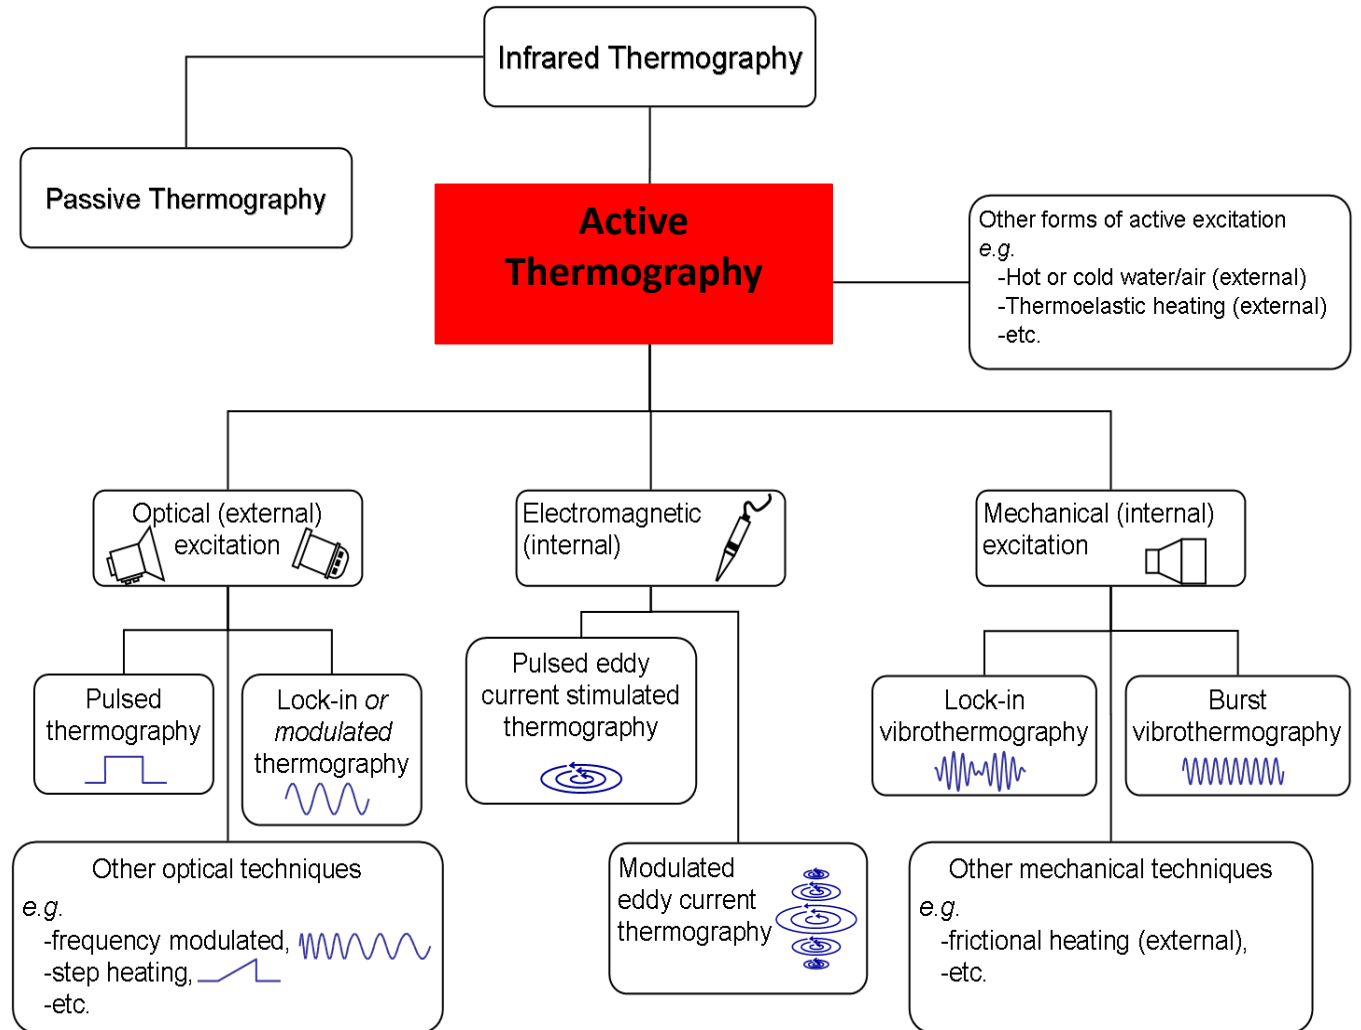 Infrared Thermography
Passive Thermography
Active
Thermography
Other forms of active excitation
e.g.
-Hot or cold water/air (external)
-Thermoelastic heating (external)
-etc.
Optical (external)
excitation
Electromagnetic
(internal)
Mechanical (internal)
excitation
Pulsed
thermography
Lock-in or
modulated
thermography
Pulsed eddy
current stimulated
thermography
Lock-in
vibrothermography
Burst
vibrothermography
Other optical techniques
e.g.
-frequency modulated,
-step heating,
-etc.
Modulated
eddy current
thermography
Other mechanical techniques
e.g.
-frictional heating (external),
-etc.